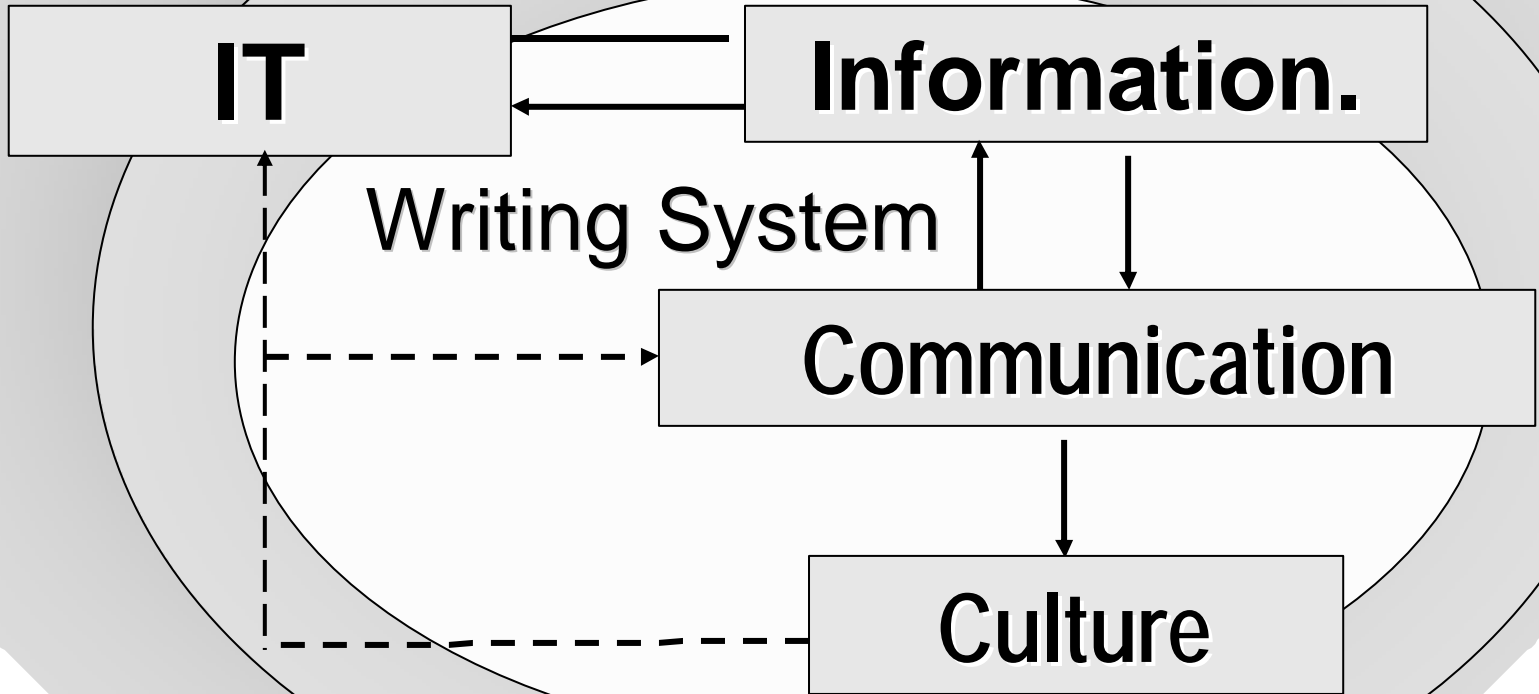 IT
Information.
Writing System
Communication
Culture